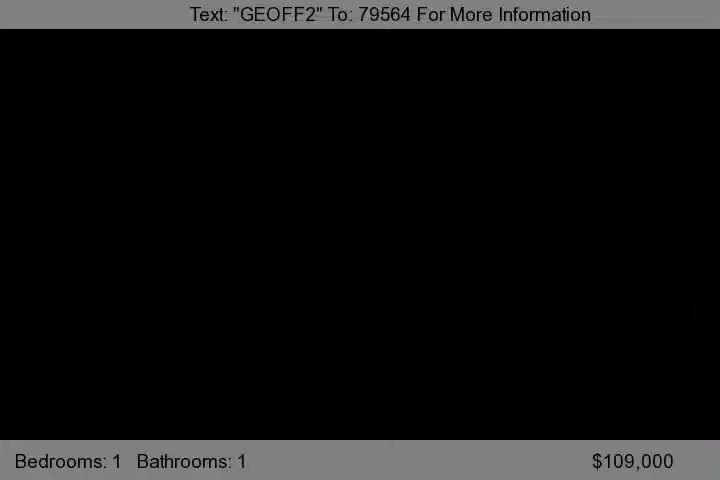 Text: "GEOFF2" To: 79564 For More Information
Bedrooms: 1 Bathrooms: 1 $109,000